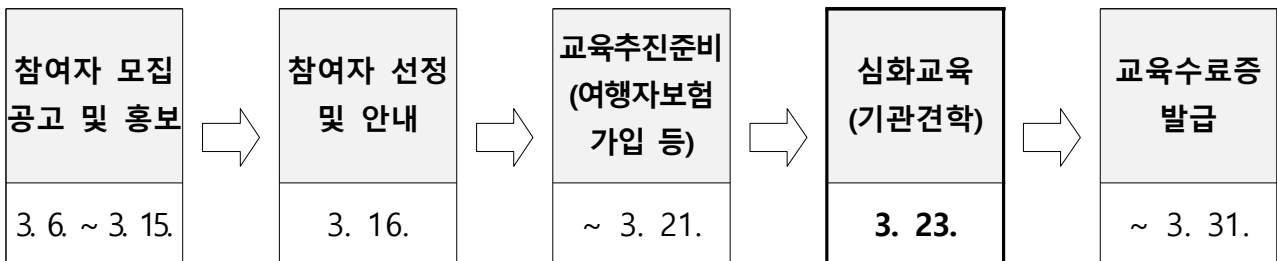 참여자 모집
공고 및 홍보
3. 6. ~ 3. 15.
참여자 선정
및 안내
3. 16.
교육추진준비
(여행자보험
가입 등)
~ 3. 21.
심화교육
(기관견학)
3. 23.
교육수료증
발급
~ 3. 31.